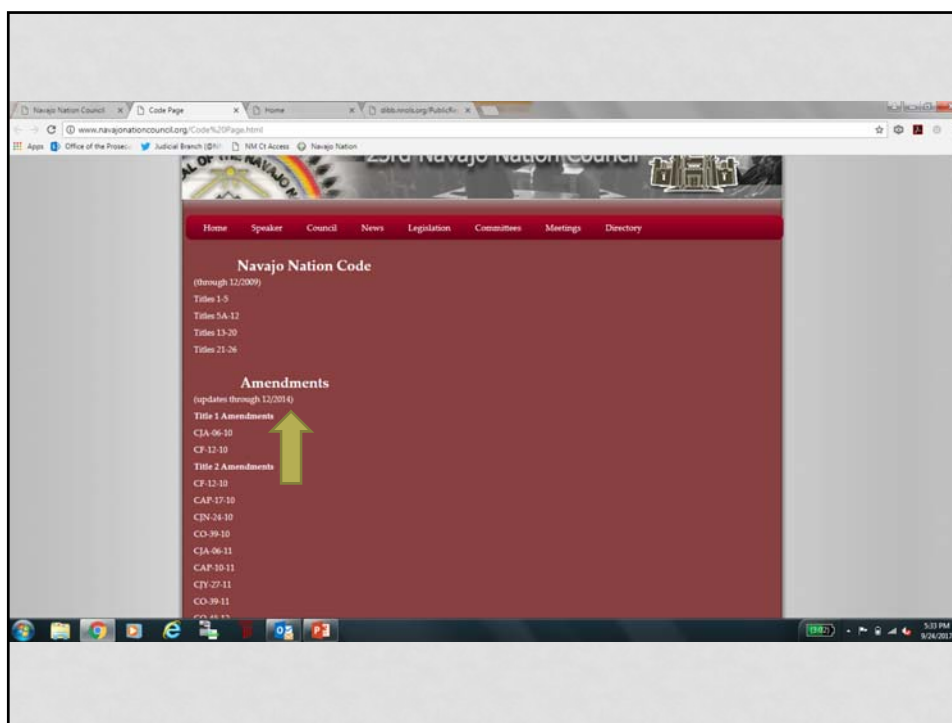 Navajo Nation Council
Code Page
Home
www.navajonationcouncil.org/Code%20Page.html
Apps
Judicial Branch (@N
NM Ct Access
Navajo Nation
23rd Navajo Nation Council
Home Speaker Council News Legislation Committees Meetings Directory
Navajo Nation Code
(through 12/2009)
Titles 1-5
Titles 5A-12
Titles 13-20
Titles 21-26
Amendments
(updates through 12/2014)
Title 1 Amendments
CJA-06-10
CF-12-10
Title 2 Amendments
CF-12-10
CAP-17-10
CJN-24-10
CO-39-10
CJA-06-11
CAP-10-11
CJY-27-11
CO-39-11
5:33 PM
9/24/2017